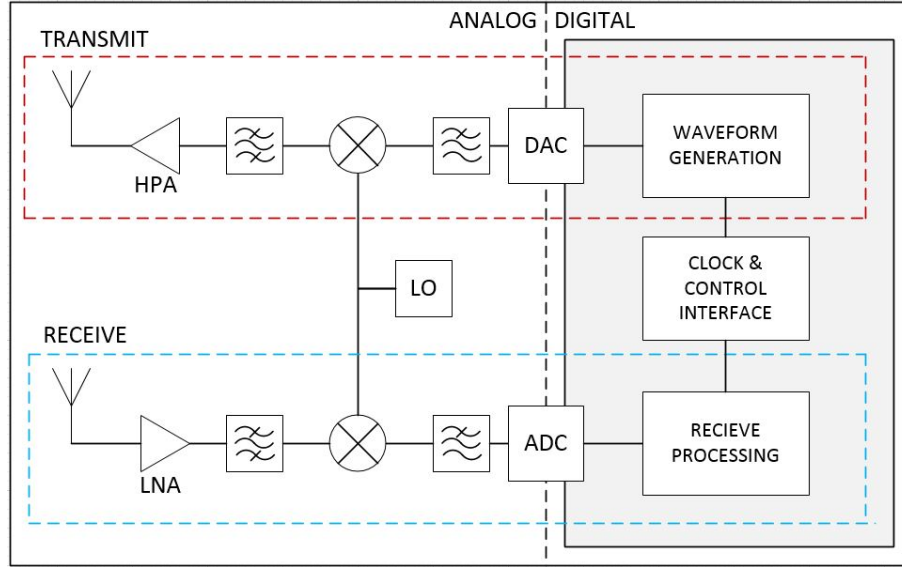 ANALOG DIGITAL
TRANSMIT
HPA
DAC
WAVEFORM
GENERATION
LO
CLOCK &
CONTROL
INTERFACE
RECEIVE
LNA
ADC
RECIEVE
PROCESSING